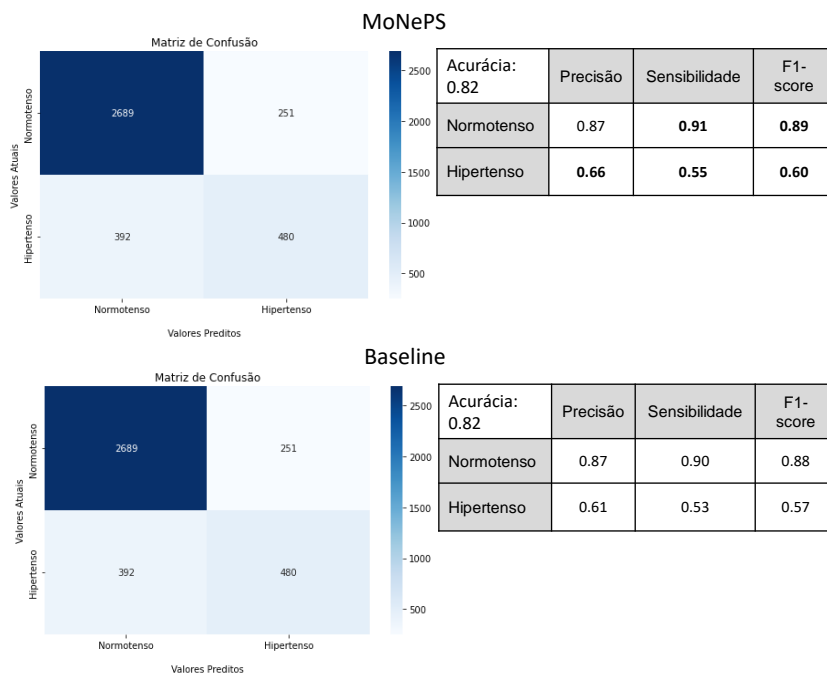 MoNePS
Matriz de Confusão
Valores Atuais
Normotenso
Hipertenso
2689
251
392
480
Normotenso
Hipertenso
Valores Preditos
2500
2000
1500
1000
500
Acurácia: 0.82
Precisão
Sensibilidade
F1-score
Normotenso 0.87 0.91 0.89
Hipertenso 0.66 0.55 0.60
Baseline
Matriz de Confusão
Valores Atuais
Normotenso
Hipertenso
2689
251
392
480
Normotenso
Hipertenso
Valores Preditos
2500
2000
1500
1000
500
Acurácia: 0.82
Precisão
Sensibilidade
F1-score
Normotenso 0.87 0.90 0.88
Hipertenso 0.61 0.53 0.57